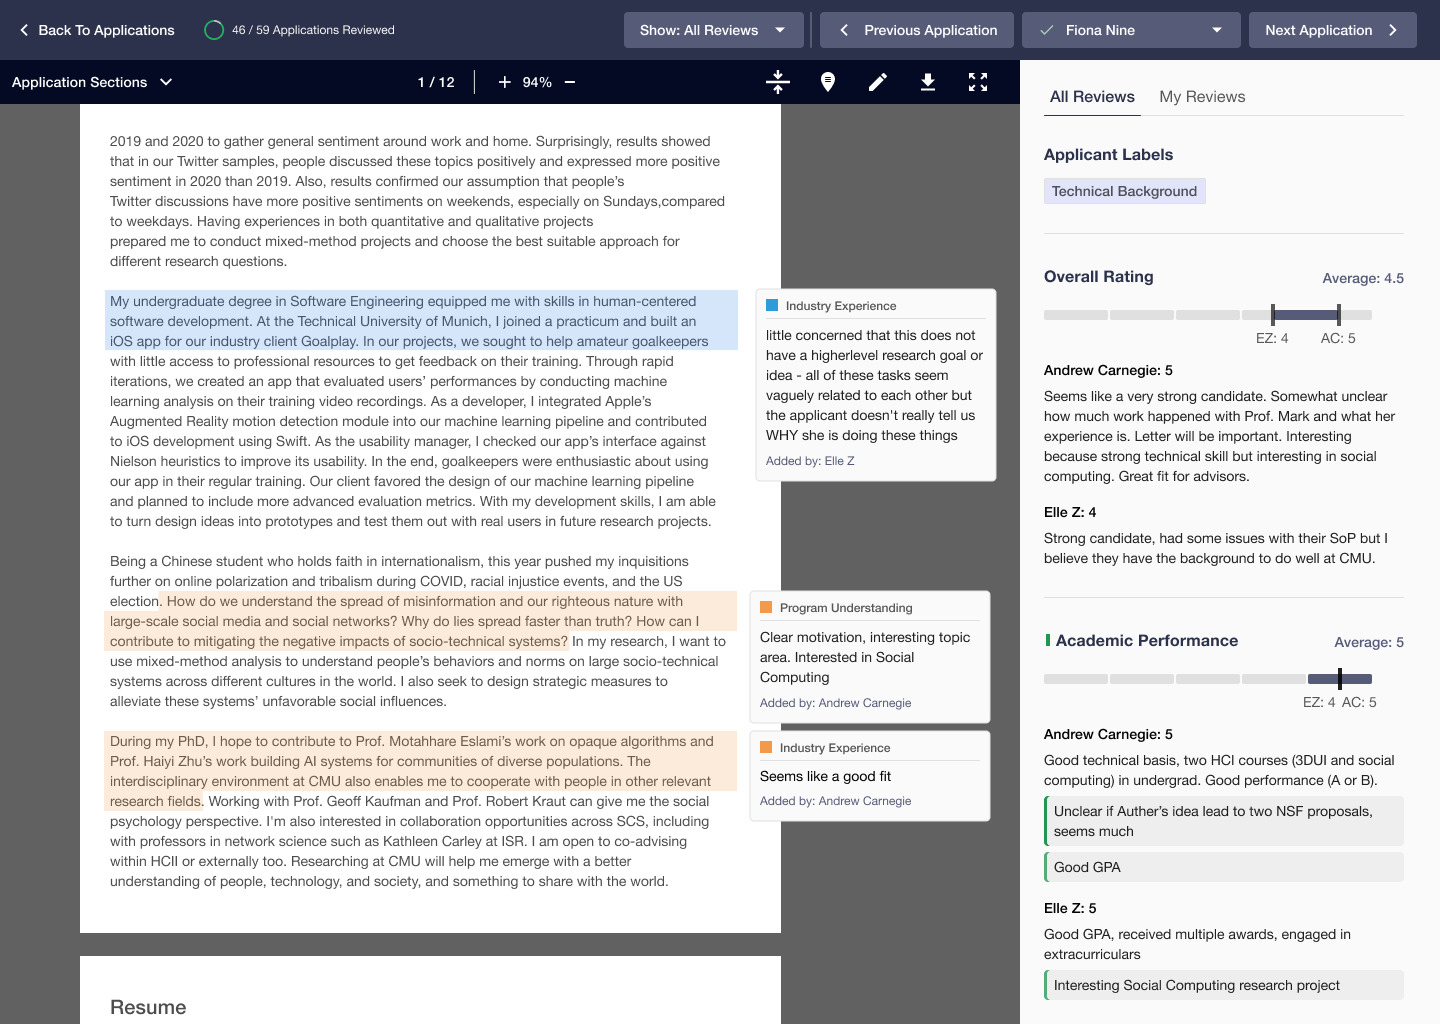 Back To Applications
46 / 59 Applications Reviewed
Show: All Reviews
Previous Application
Fiona Nine
Next Application
Application Sections
1 / 12
94%
2019 and 2020 to gather general sentiment around work and home. Surprisingly, results showed
that in our Twitter samples, people discussed these topics positively and expressed more positive
sentiment in 2020 than 2019. Also, results confirmed our assumption that people's
Twitter discussions have more positive sentiments on weekends, especially on Sundays,compared
to weekdays. Having experiences in both quantitative and qualitative projects
prepared me to conduct mixed-method projects and choose the best suitable approach for
different research questions.
My undergraduate degree in Software Engineering equipped me with skills in human-centered
software development. At the Technical University of Munich, I joined a practicum and built an
iOS app for our industry client Goalplay. In our projects, we sought to help amateur goalkeepers
with little access to professional resources to get feedback on their training. Through rapid
iterations, we created an app that evaluated users' performances by conducting machine
learning analysis on their training video recordings. As a developer, I integrated Apple's
Augmented Reality motion detection module into our machine learning pipeline and contributed
to iOS development using Swift. As the usability manager, I checked our app's interface against
Nielson heuristics to improve its usability. In the end, goalkeepers were enthusiastic about using
our app in their regular training. Our client favored the design of our machine learning pipeline
and planned to include more advanced evaluation metrics. With my development skills, I am able
to turn design ideas into prototypes and test them out with real users in future research projects.
Being a Chinese student who holds faith in internationalism, this year pushed my inquisitions
further on online polarization and tribalism during COVID, racial injustice events, and the US
election. How do we understand the spread of misinformation and our righteous nature with
large-scale social media and social networks? Why do lies spread faster than truth? How can I
contribute to mitigating the negative impacts of socio-technical systems? In my research, I want to
use mixed-method analysis to understand people's behaviors and norms on large socio-technical
systems across different cultures in the world. I also seek to design strategic measures to
alleviate these systems' unfavorable social influences.
During my PhD, I hope to contribute to Prof. Motahhare Eslami's work on opaque algorithms and
Prof. Haiyi Zhu's work building AI systems for communities of diverse populations. The
interdisciplinary environment at CMU also enables me to cooperate with people in other relevant
research fields. Working with Prof. Geoff Kaufman and Prof. Robert Kraut can give me the social
psychology perspective. I'm also interested in collaboration opportunities across SCS, including
with professors in network science such as Kathleen Carley at ISR. I am open to co-advising
within HCII or externally too. Researching at CMU will help me emerge with a better
understanding of people, technology, and society, and something to share with the world.
Resume
Industry Experience
little concerned that this does not
have a higherlevel research goal or
idea - all of these tasks seem
vaguely related to each other but
the applicant doesn't really tell us
WHY she is doing these things
Added by: Elle Z
Program Understanding
Clear motivation, interesting topic
area. Interested in Social
Computing
Added by: Andrew Carnegie
Industry Experience
Seems like a good fit
Added by: Andrew Carnegie
All Reviews
My Reviews
Applicant Labels
Technical Background
Overall Rating
Average: 4.5
EZ: 4
AC: 5
Andrew Carnegie: 5
Seems like a very strong candidate. Somewhat unclear
how much work happened with Prof. Mark and what her
experience is. Letter will be important. Interesting
because strong technical skill but interesting in social
computing. Great fit for advisors.
Elle Z: 4
Strong candidate, had some issues with their SoP but I
believe they have the background to do well at CMU.
Academic Performance
Average: 5
EZ: 4
AC: 5
Andrew Carnegie: 5
Good technical basis, two HCI courses (3DUI and social
computing) in undergrad. Good performance (A or B).
Unclear if Auther's idea lead to two NSF proposals,
seems much
Good GPA
Elle Z: 5
Good GPA, received multiple awards, engaged in
extracurriculars
Interesting Social Computing research project